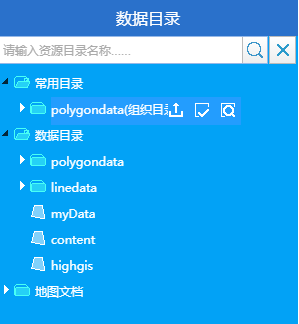 数据目录
请输入资源目录名称......
常用目录
polygondata(组织目录
数据目录
polygondata
linedata
myData
content
highgis
地图文档